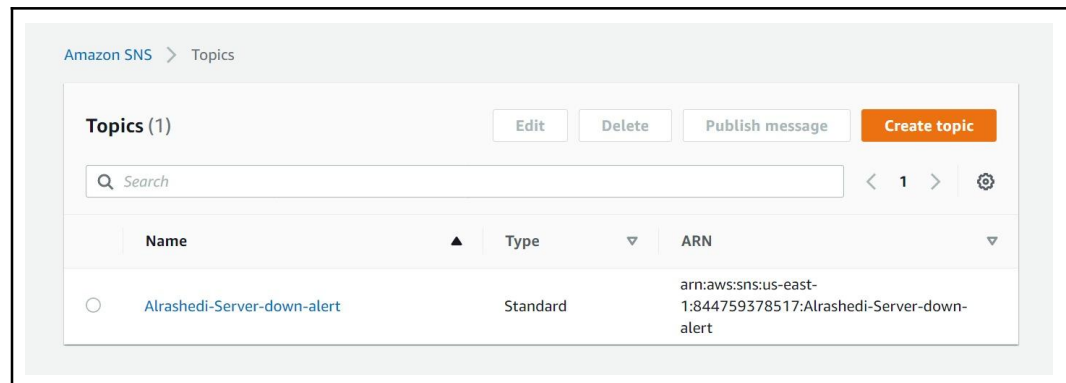 Amazon SNS > Topics
Topics (1)
Edit
Delete
Publish message
Create topic
Search
< 1 >
Name
Type
ARN
Alrashedi-Server-down-alert
Standard
arn:aws:sns:us-east-
1:844759378517:Alrashedi-Server-down-
alert